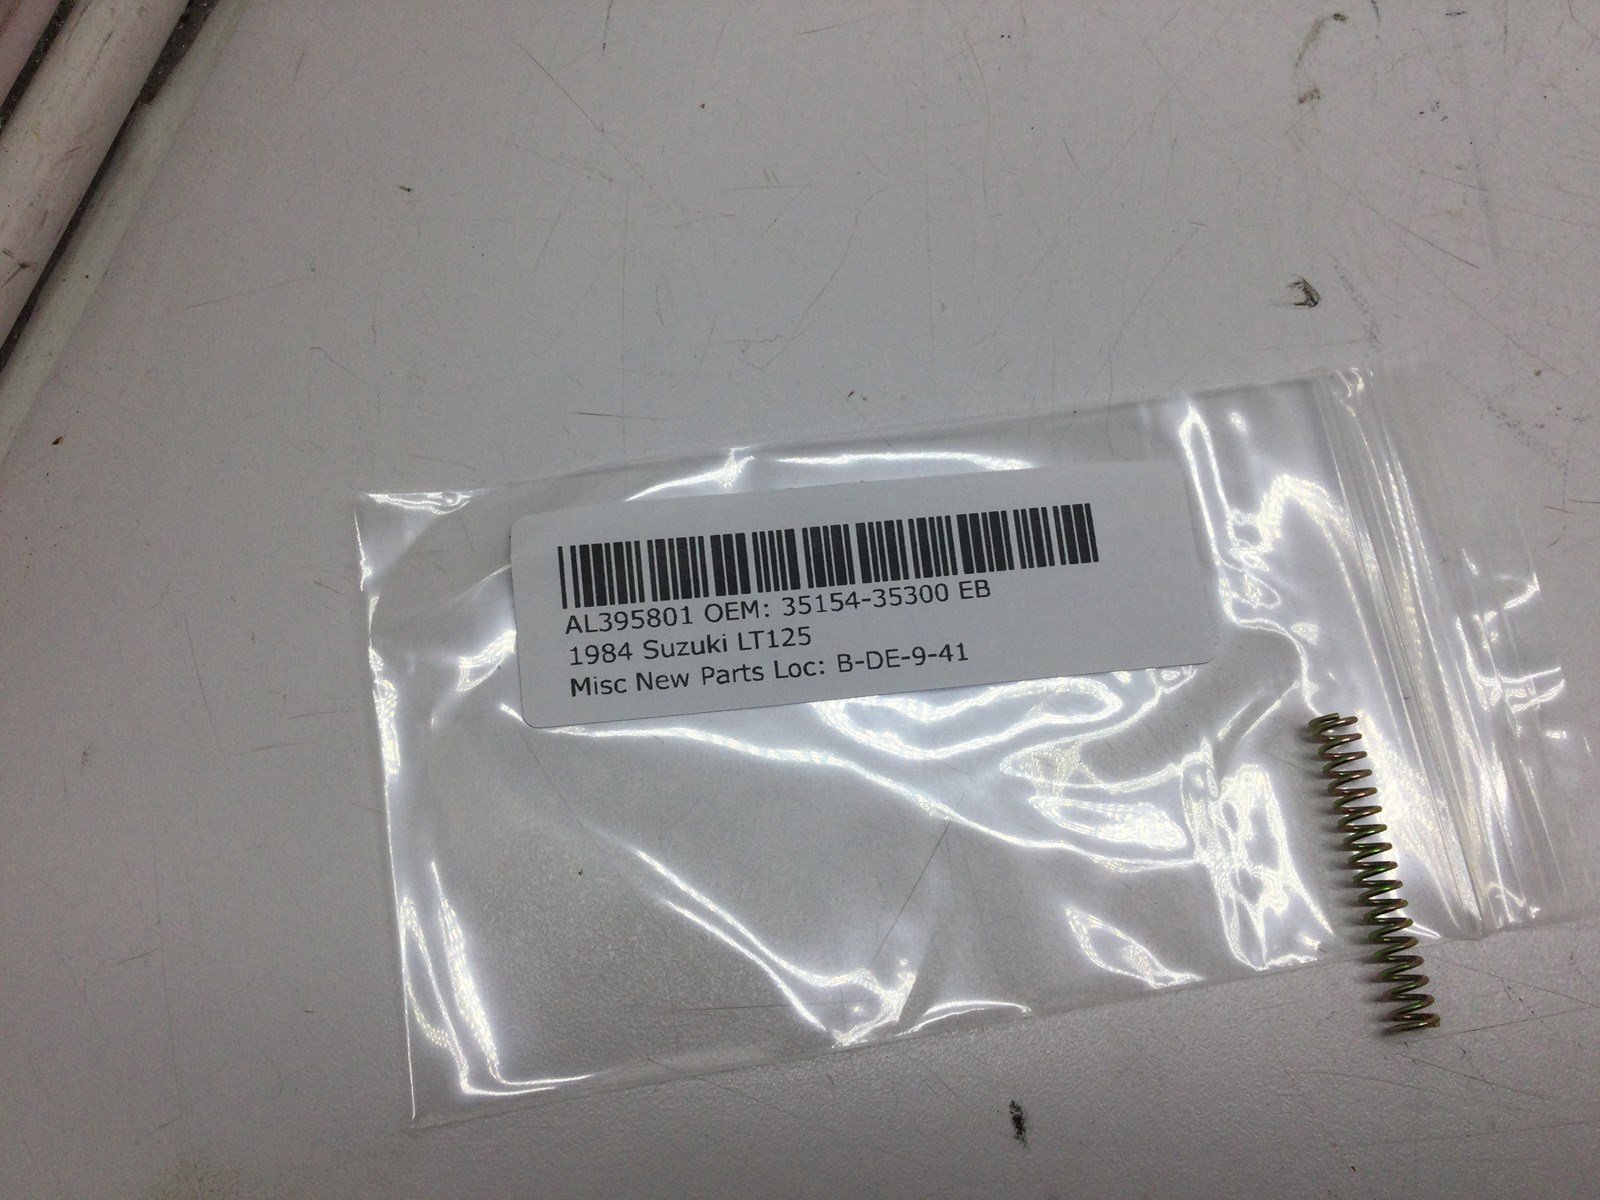 AL395801 OEM: 35154-35300 EB
1984 Suzuki LT125
Misc New Parts Loc: B-DE-9-41